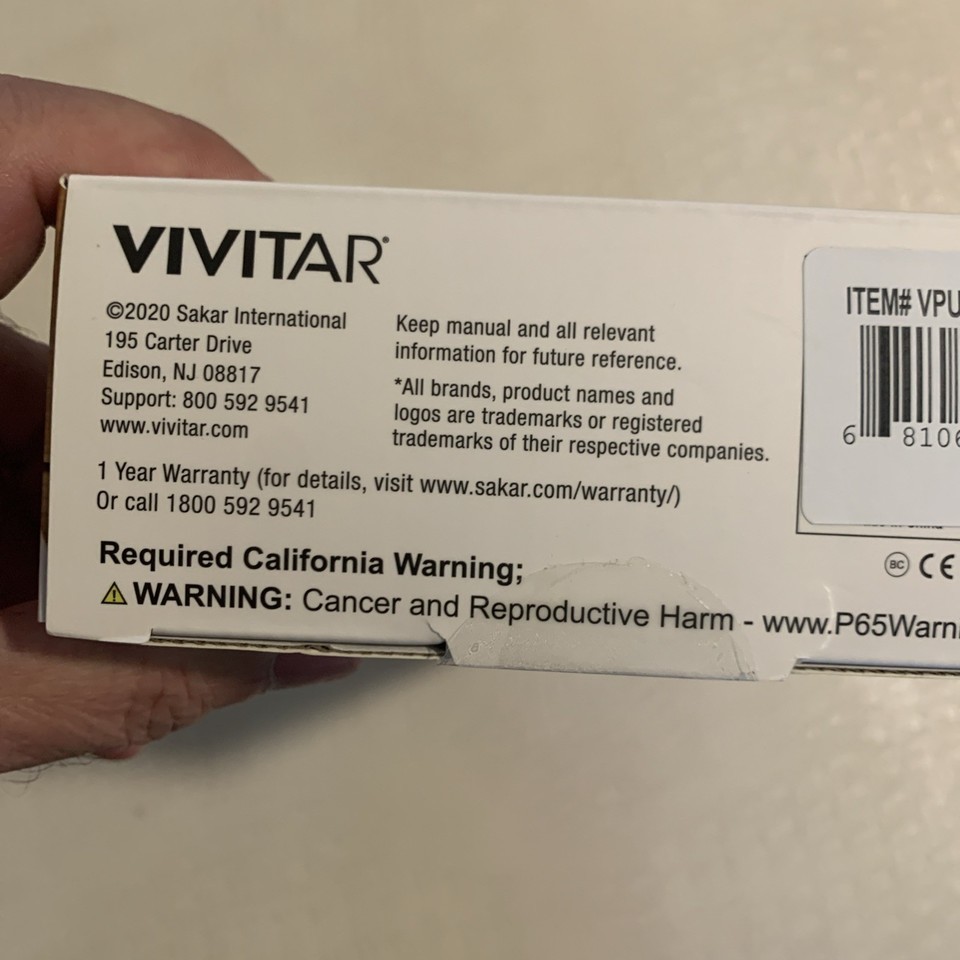 VIVITAR
©2020 Sakar International
195 Carter Drive
Edison, NJ 08817
Support: 800 592 9541
www.vivitar.com
Keep manual and all relevant
information for future reference.
*All brands, product names and
logos are trademarks or registered
trademarks of their respective companies.
1 Year Warranty (for details, visit www.sakar.com/warranty/)
Or call 1800 592 9541
Required California Warning;
WARNING: Cancer and Reproductive Harm - www.P65Warn
ITEM# VPU
6 8106
BC CE